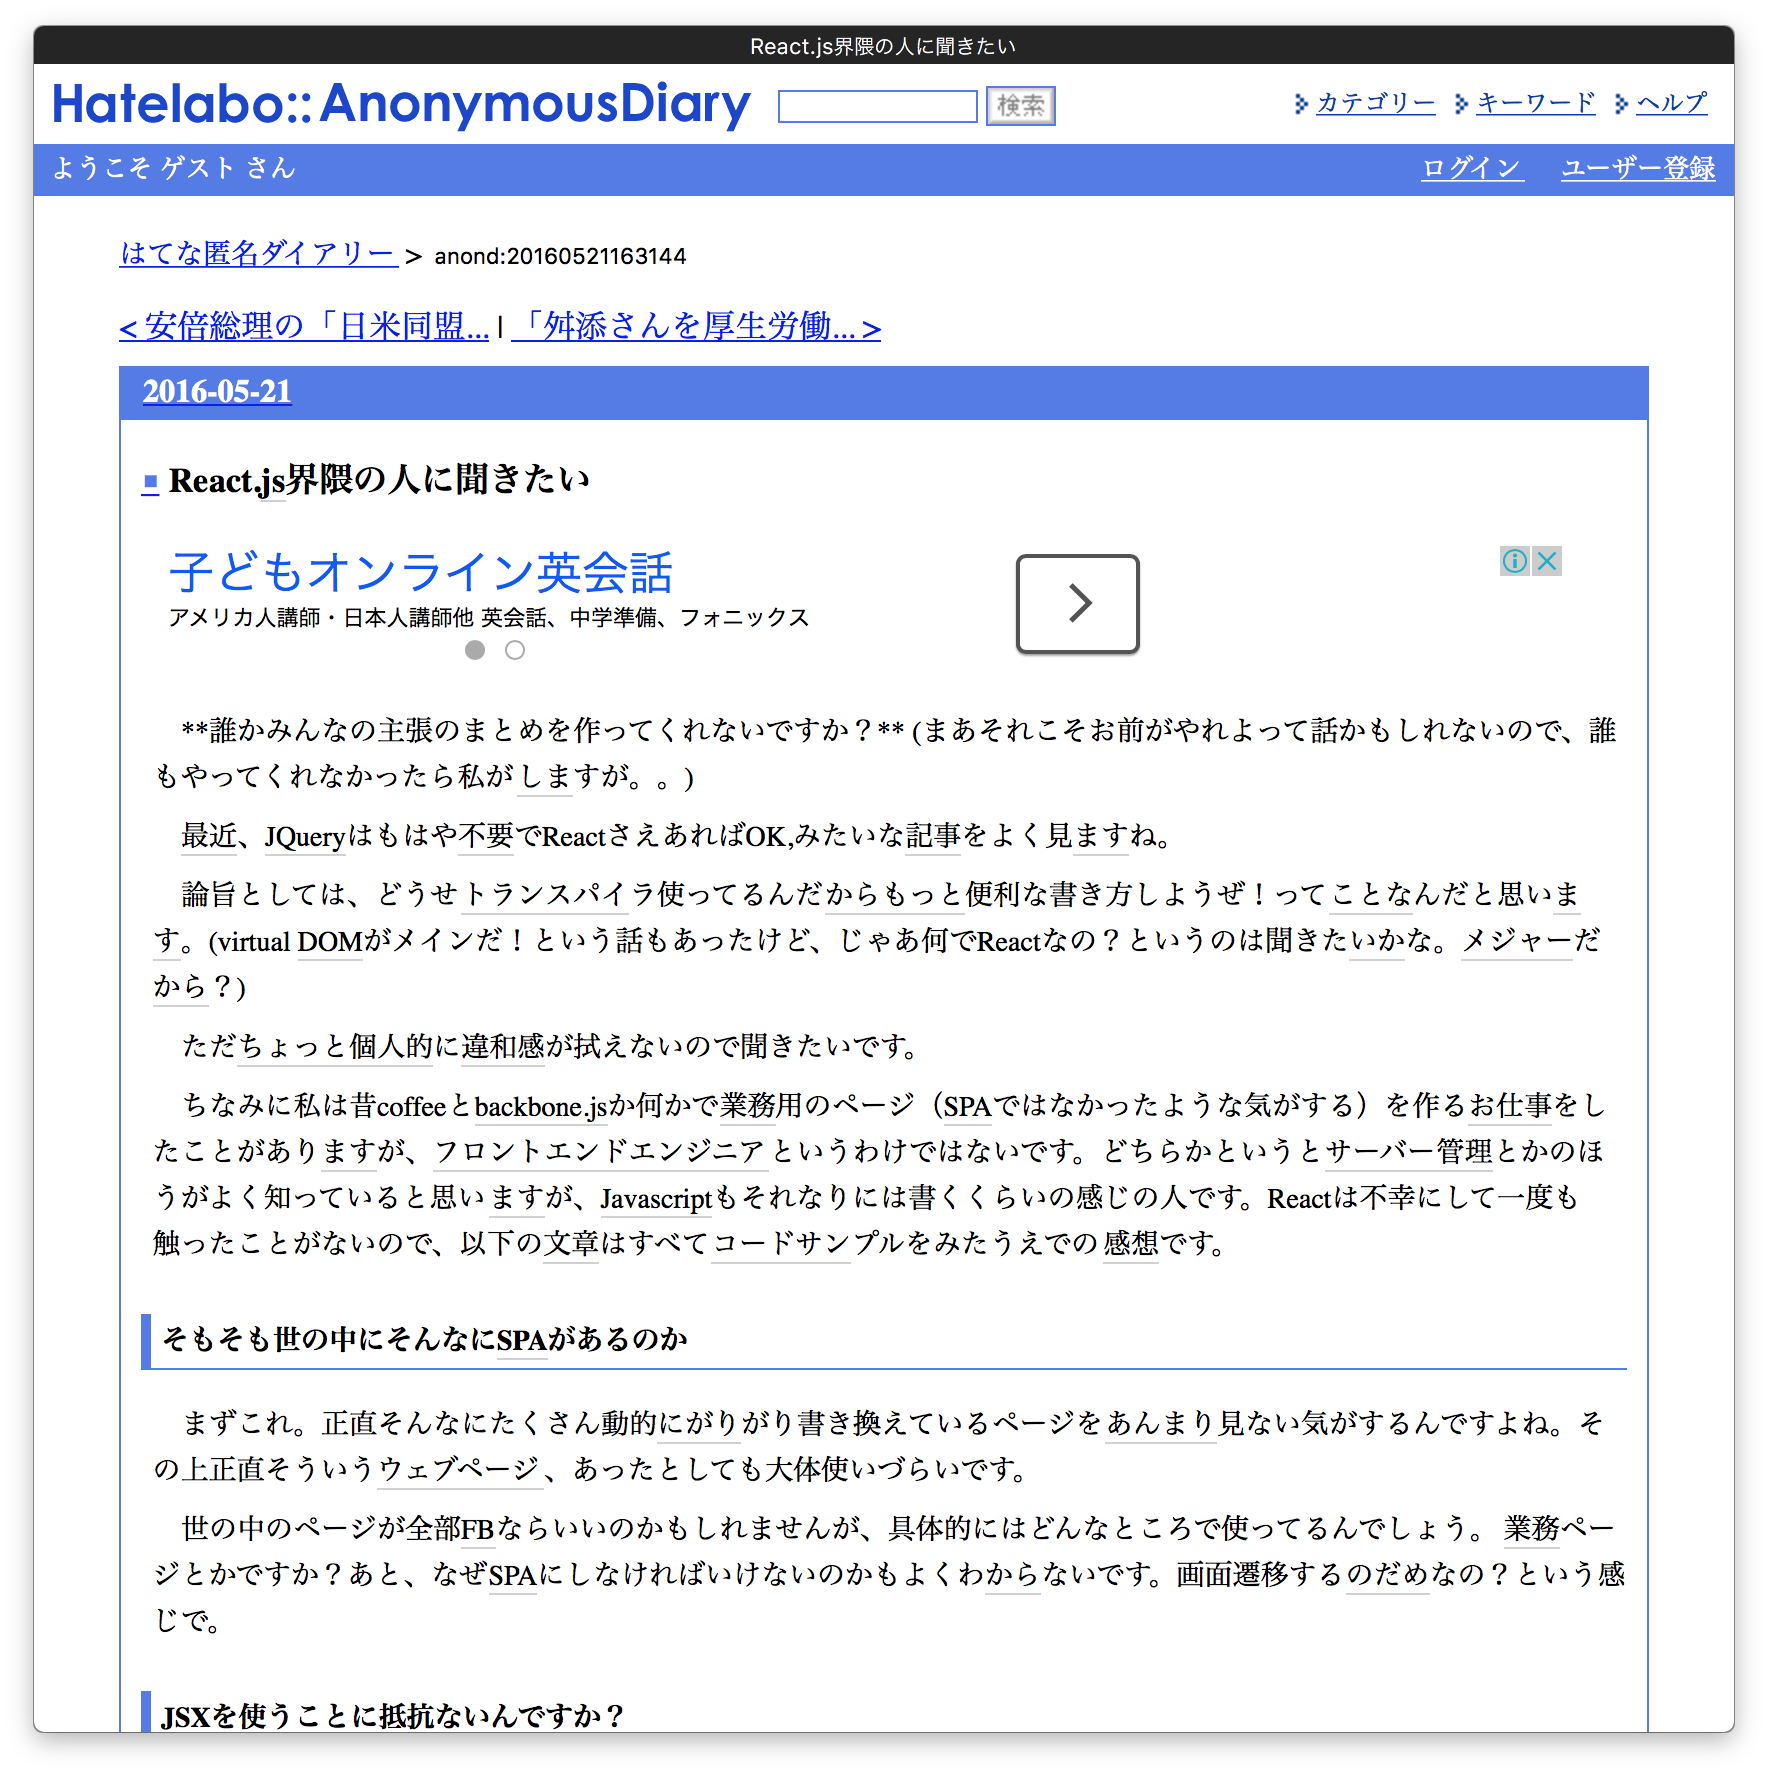 React.js界隈の人に聞きたい
Hatelabo::AnonymousDiary 検索 カテゴリー キーワード ヘルプ
ようこそ ゲスト さん ログイン ユーザー登録
はてな匿名ダイアリー > anond:20160521163144
< 安倍総理の「日米同盟... | 「舛添さんを厚生労働... >
2016-05-21
■ React.js界隈の人に聞きたい
子どもオンライン英会話
アメリカ人講師・日本人講師他 英会話、中学準備、フォニックス
**誰かみんなの主張のまとめを作ってくれないですか？** (まあそれこそお前がやれよって話かもしれないので、誰
もやってくれなかったら私がしますが。。)
最近、JQueryはもはや不要でReactさえあればOK,みたいな記事をよく見ますね。
論旨としては、どうせトランスパイラ使ってるんだからもっと便利な書き方しようぜ！ってことなんだと思いま
す。(virtual DOMがメインだ！という話もあったけど、じゃあ何でReactなの？というのは聞きたいかな。メジャーだ
から？)
ただちょっと個人的に違和感が拭えないので聞きたいです。
ちなみに私は昔coffeeとbackbone.jsか何かで業務用のページ（SPAではなかったような気がする）を作るお仕事をし
たことがありますが、フロントエンドエンジニアというわけではないです。どちらかというとサーバー管理とかのほ
うがよく知っていると思いますが、Javascriptもそれなりには書くくらいの感じの人です。Reactは不幸にして一度も
触ったことがないので、以下の文章はすべてコードサンプルをみたうえでの感想です。
そもそも世の中にそんなにSPAがあるのか
まずこれ。正直そんなにたくさん動的にがりがり書き換えているページをあんまり見ない気がするんですよね。そ
の上正直そういうウェブページ、あったとしても大体使いづらいです。
世の中のページが全部FBならいいのかもしれませんが、具体的にはどんなところで使ってるんでしょう。業務ペー
ジとかですか？あと、なぜSPAにしなければいけないのかもよくわからないです。画面遷移するのだめなの？という感
じで。
JSXを使うことに抵抗ないんですか？